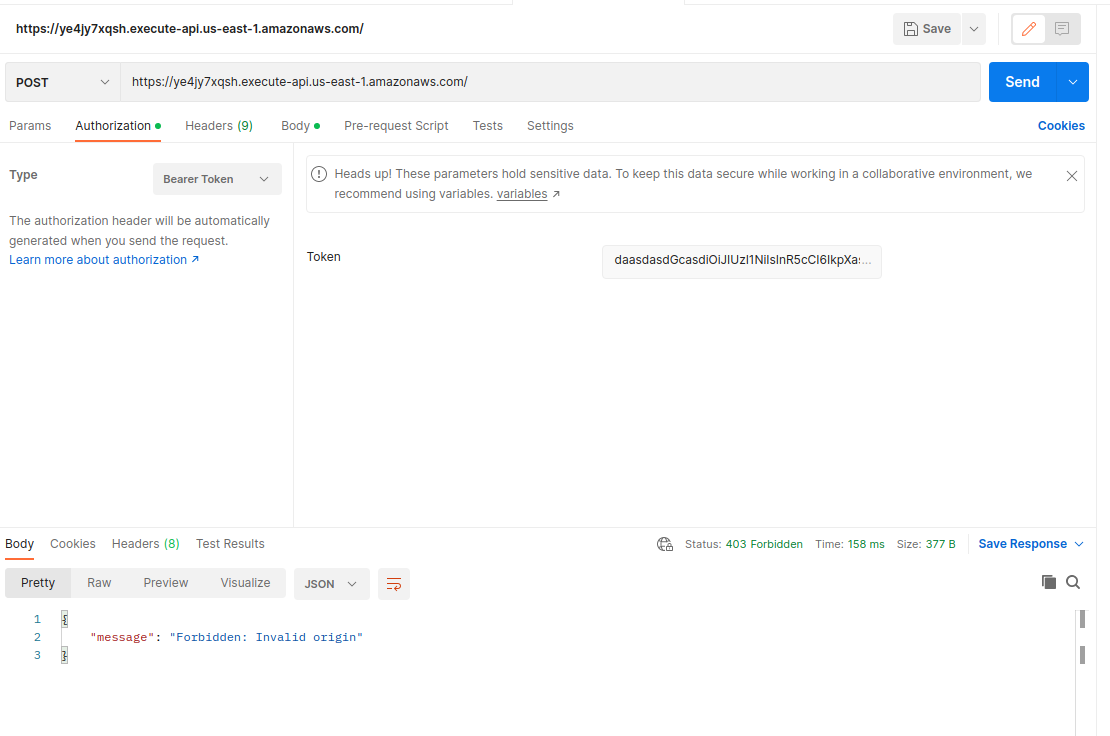 https://ye4jy7xqsh.execute-api.us-east-1.amazonaws.com/
Save
POST
https://ye4jy7xqsh.execute-api.us-east-1.amazonaws.com/
Send
Params
Authorization
Headers (9)
Body
Pre-request Script
Tests
Settings
Cookies
Type
Bearer Token
The authorization header will be automatically
generated when you send the request.
Learn more about authorization ↗
Heads up! These parameters hold sensitive data. To keep this data secure while working in a collaborative environment, we
recommend using variables. variables ↗
Token
daasdasdGcasdiOiJIUzI1NiIsInR5cCI6IkpXa:...
Body
Cookies
Headers (8)
Test Results
Status: 403 Forbidden
Time: 158 ms
Size: 377 B
Save Response
Pretty
Raw
Preview
Visualize
JSON
1 {
2 "message": "Forbidden: Invalid origin"
3 }